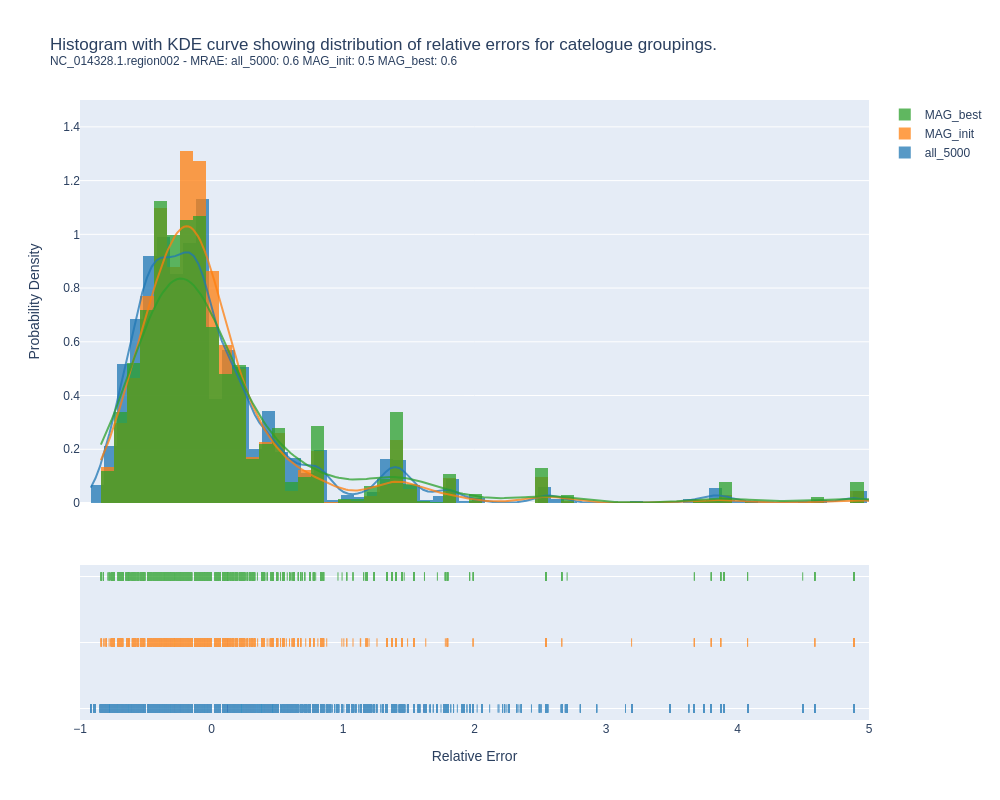 Histogram with KDE curve showing distribution of relative errors for catelogue groupings.
NC_014328.1.region002 - MRAE: all_5000: 0.6 MAG_init: 0.5 MAG_best: 0.6
MAG_best
MAG_init
all_5000
Probability Density
1.4
1.2
1
0.8
0.6
0.4
0.2
0
−1
0
1
2
3
4
5
Relative Error